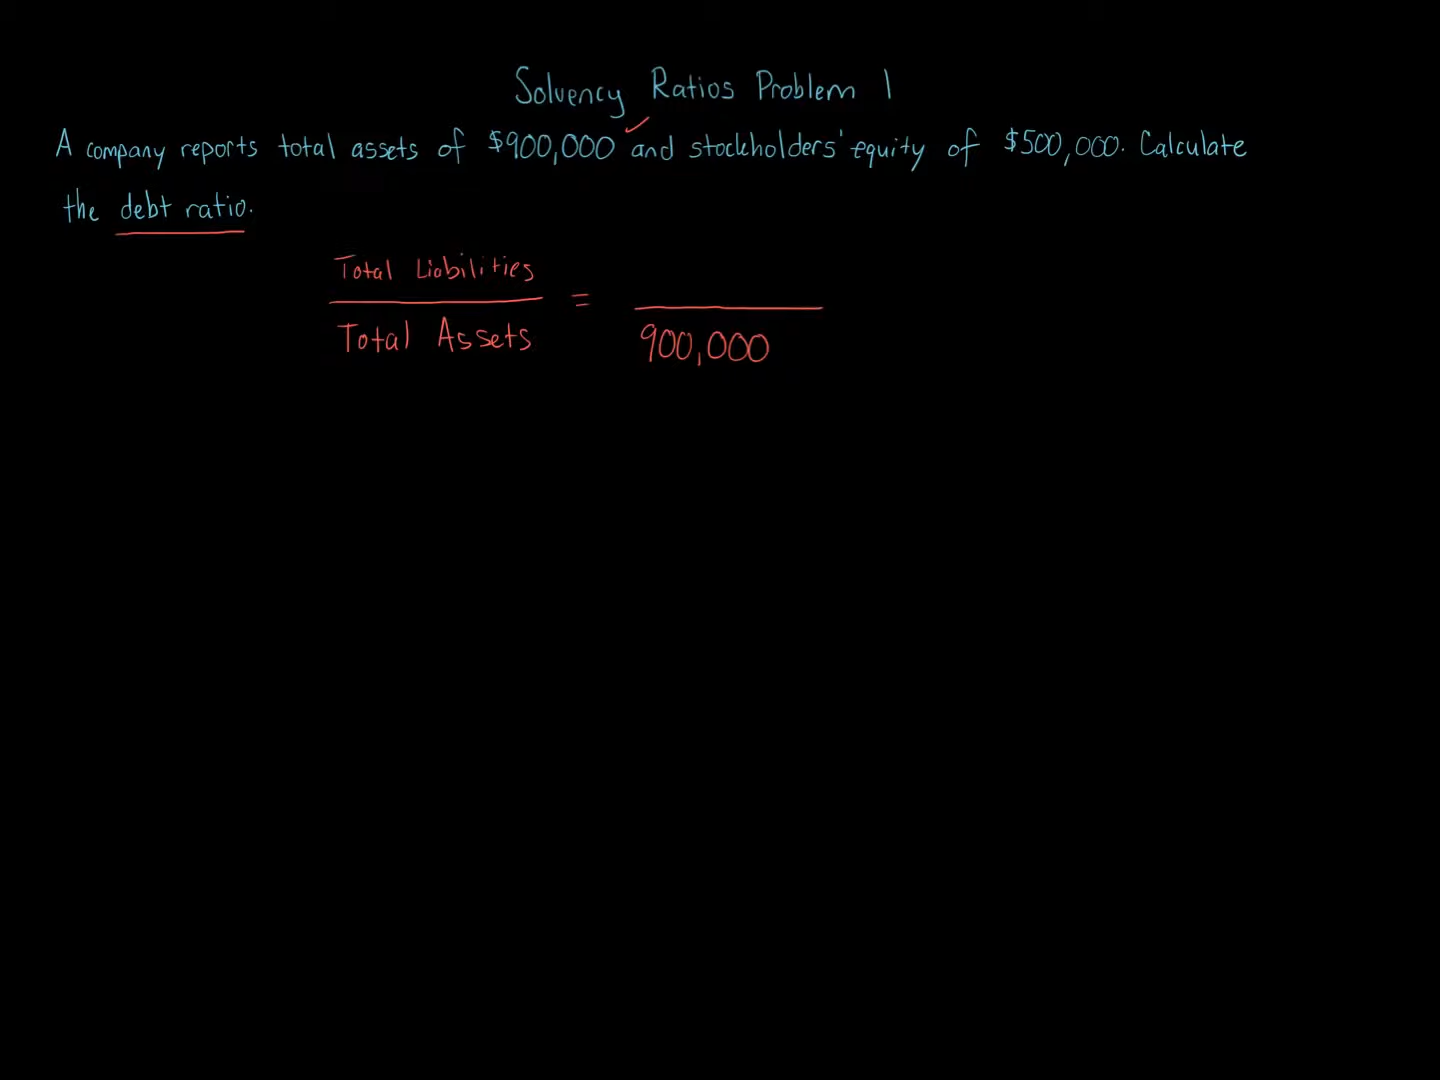 Solvency Ratios Problem 1
A company reports total assets of $900,000 and stockholders' equity of $500,000. Calculate
the debt ratio.
Total Liabilities
=
Total Assets
900,000